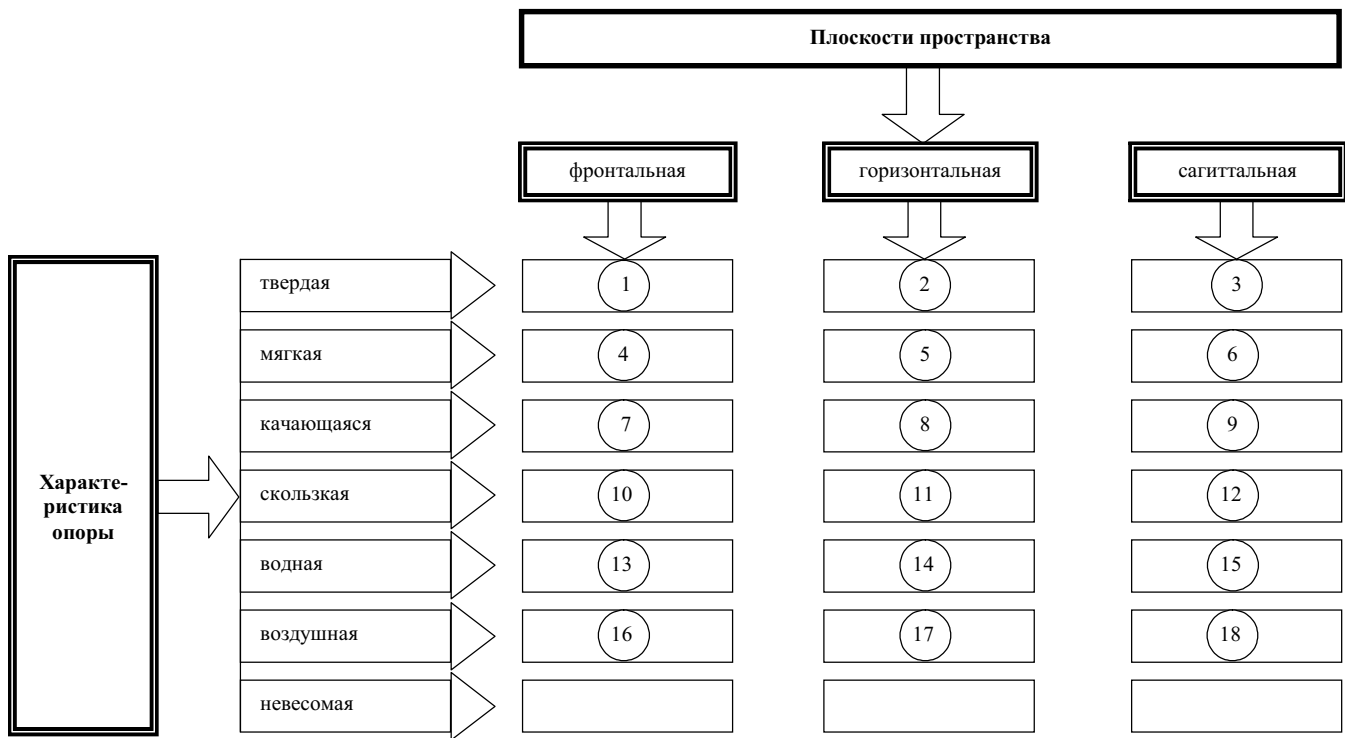 Плоскости пространства
фронтальная
горизонтальная
сагиттальная
Характе-
ристика
опоры
твердая
1
2
3
мягкая
4
5
6
качающаяся
7
8
9
скользкая
10
11
12
водная
13
14
15
воздушная
16
17
18
невесомая